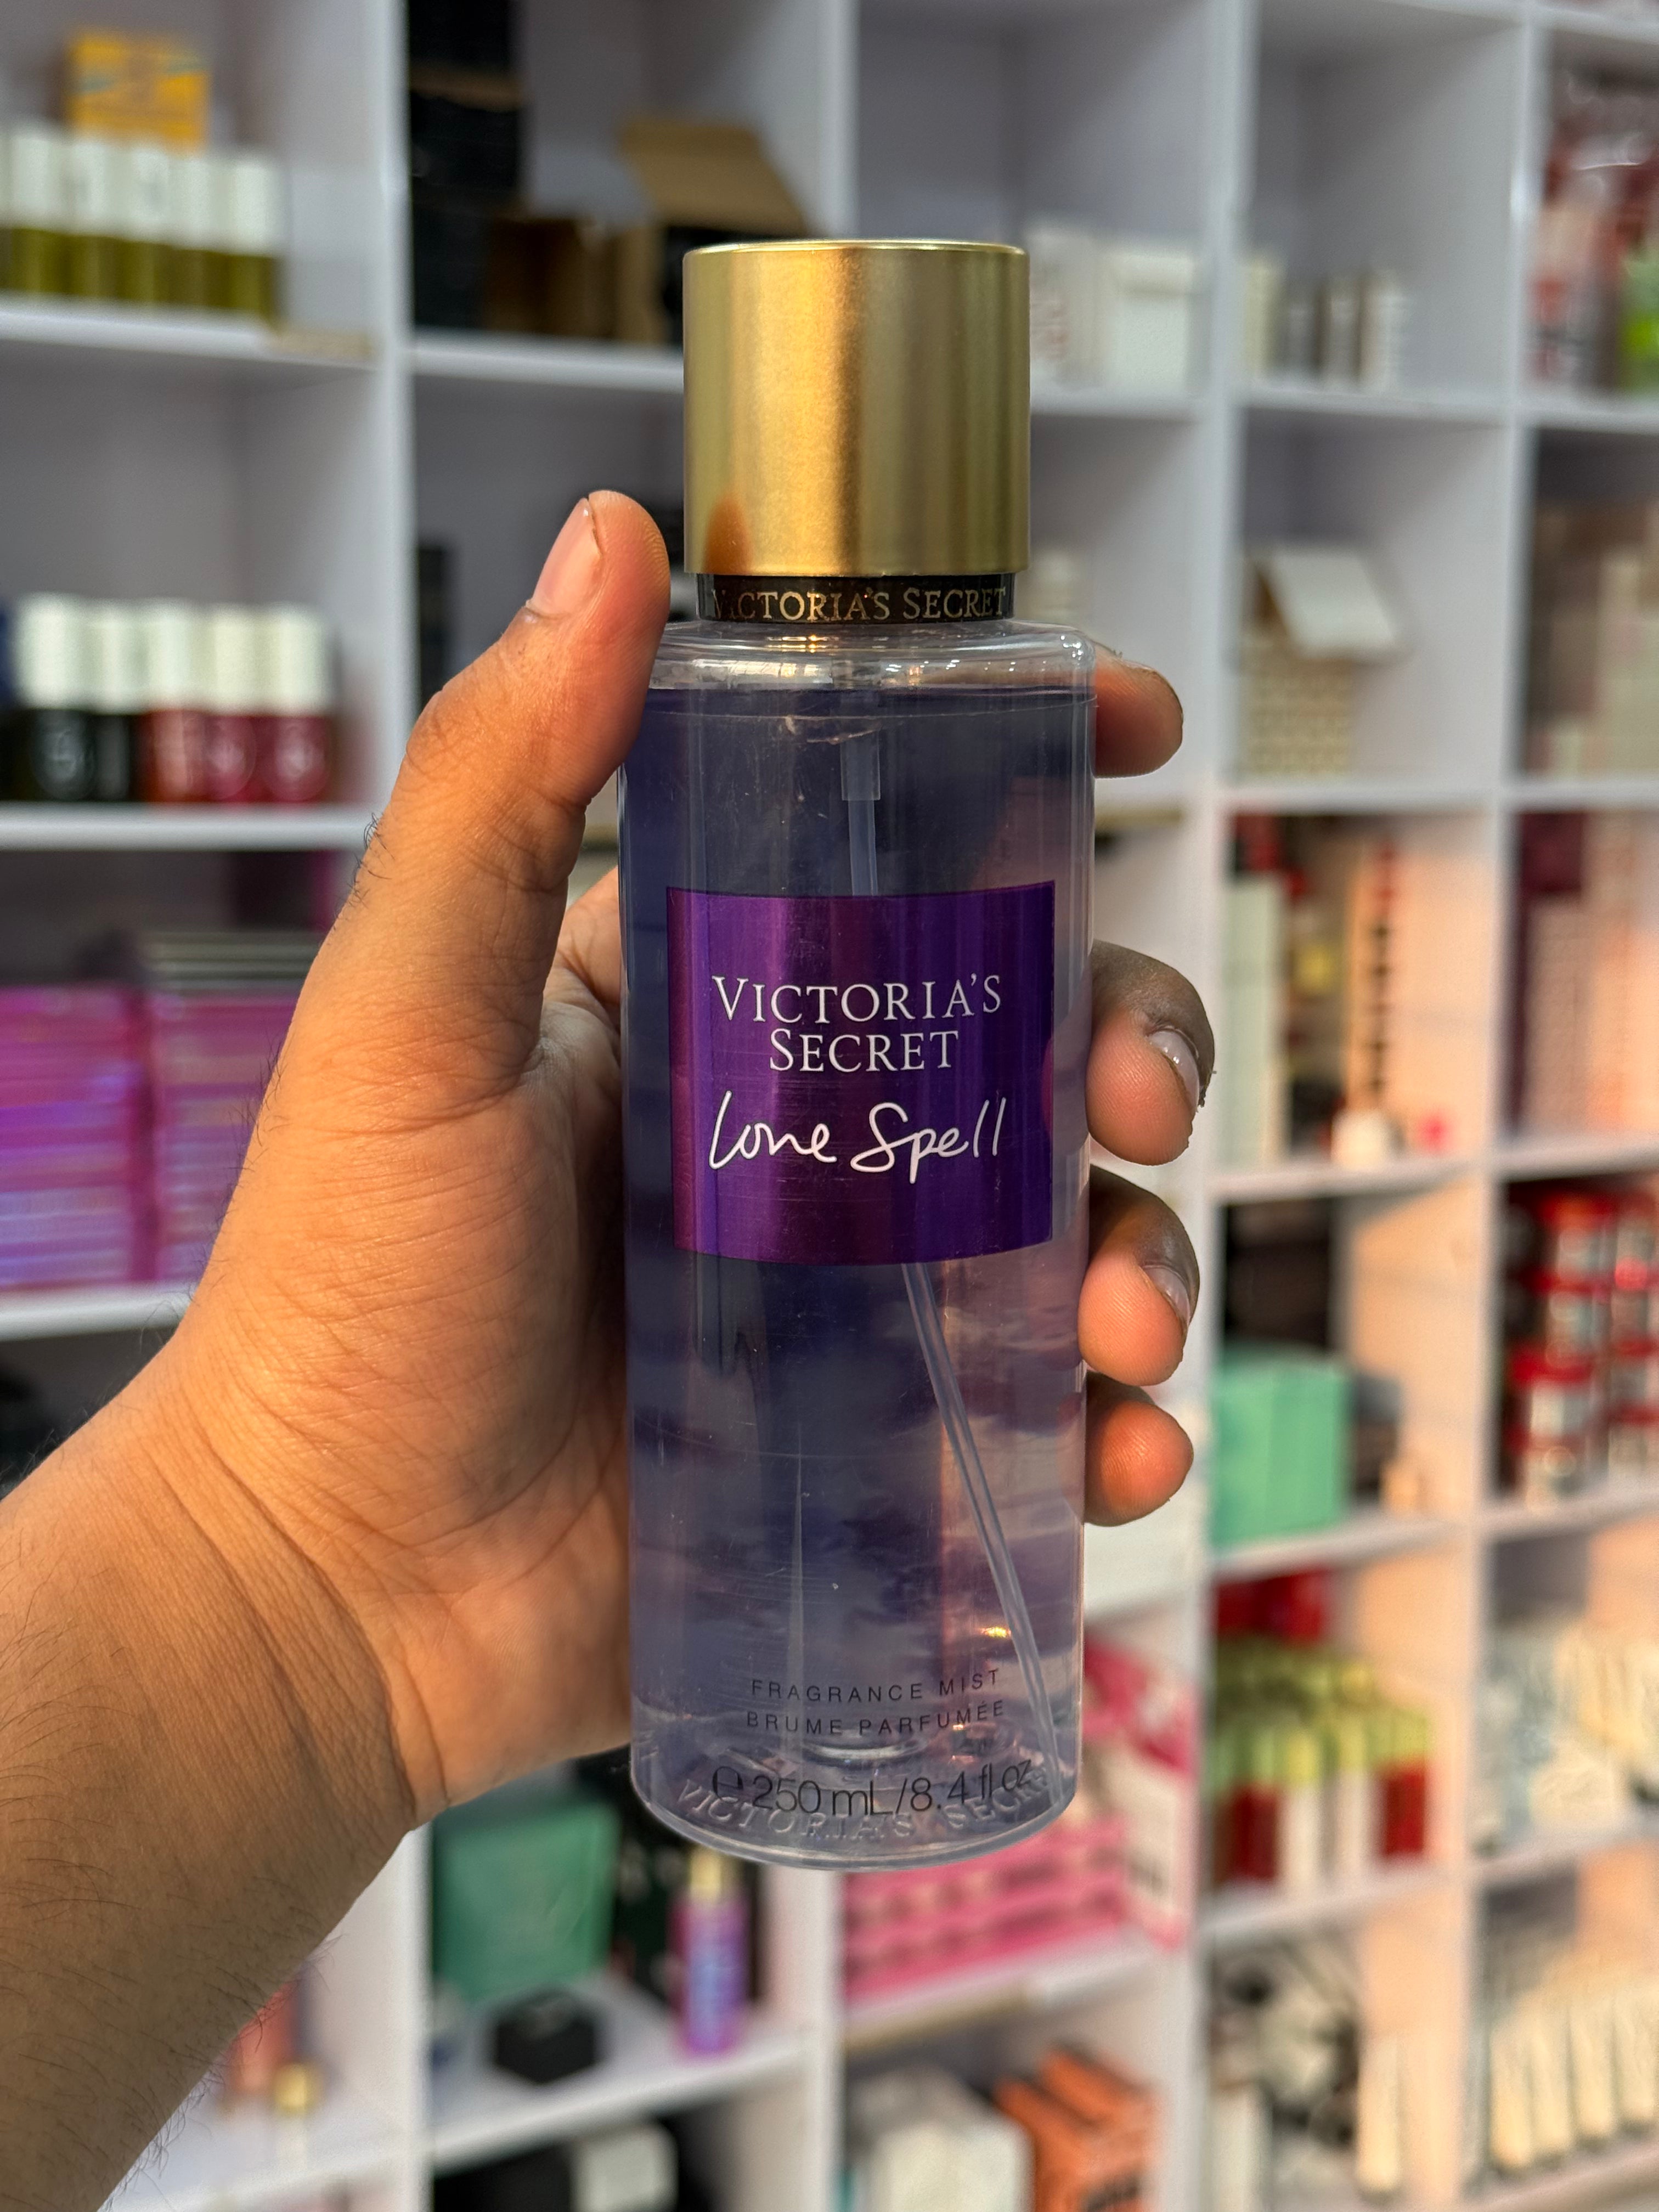 VICTORIA'S SECRET
VICTORIA'S
SECRET
Love Spell
FRAGRANCE MIST
BRUME PARFUMÉE
℮ 250 mL/8.4 fl oz
VICTORIA'S SECRET